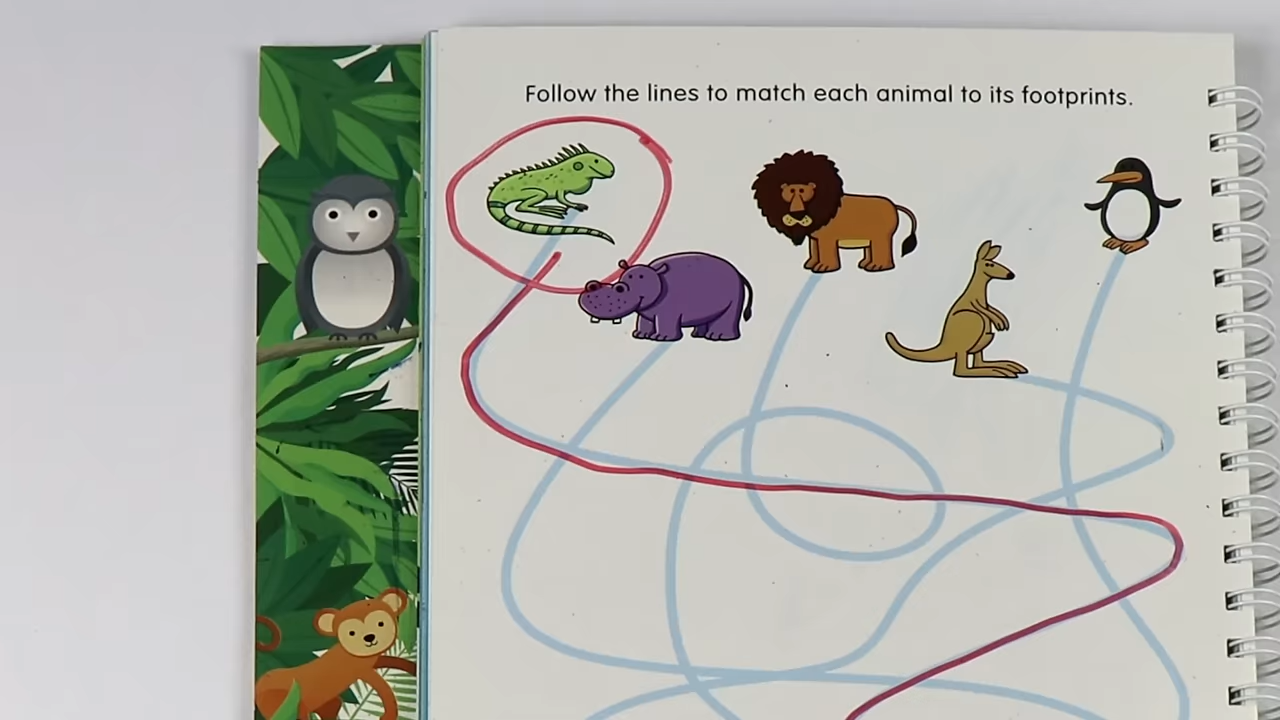 Follow the lines to match each animal to its footprints.